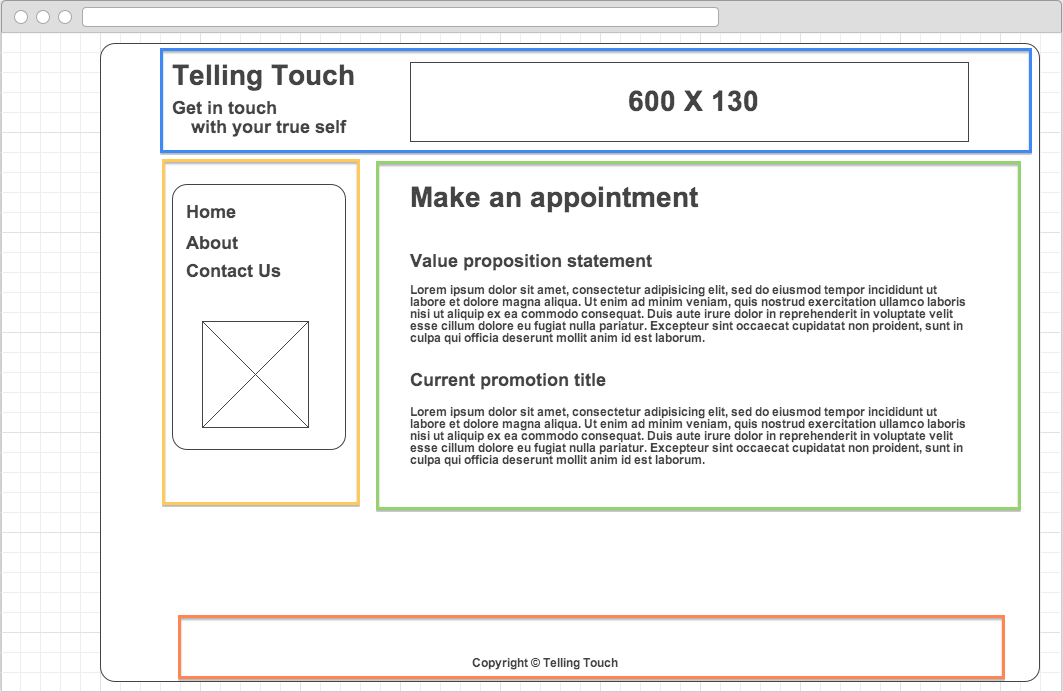 Telling Touch
Get in touch
with your true self
600 X 130
Home
About
Contact Us
Make an appointment
Value proposition statement
Lorem ipsum dolor sit amet, consectetur adipisicing elit, sed do eiusmod tempor incididunt ut
labore et dolore magna aliqua. Ut enim ad minim veniam, quis nostrud exercitation ullamco laboris
nisi ut aliquip ex ea commodo consequat. Duis aute irure dolor in reprehenderit in voluptate velit
esse cillum dolore eu fugiat nulla pariatur. Excepteur sint occaecat cupidatat non proident, sunt in
culpa qui officia deserunt mollit anim id est laborum.
Current promotion title
Lorem ipsum dolor sit amet, consectetur adipisicing elit, sed do eiusmod tempor incididunt ut
labore et dolore magna aliqua. Ut enim ad minim veniam, quis nostrud exercitation ullamco laboris
nisi ut aliquip ex ea commodo consequat. Duis aute irure dolor in reprehenderit in voluptate velit
esse cillum dolore eu fugiat nulla pariatur. Excepteur sint occaecat cupidatat non proident, sunt in
culpa qui officia deserunt mollit anim id est laborum.
Copyright © Telling Touch